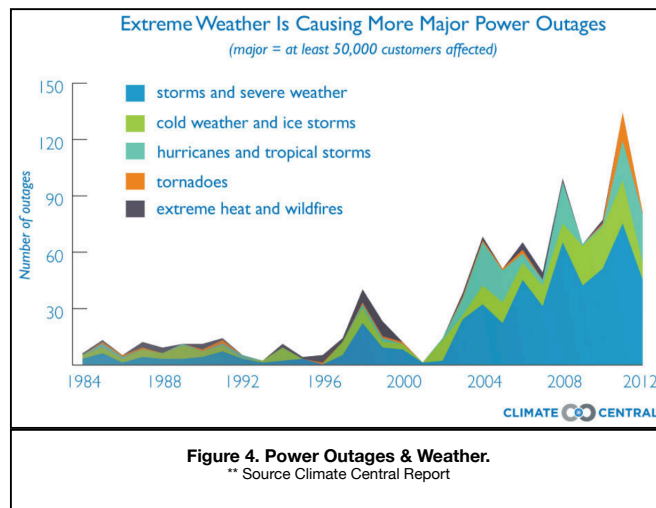 Extreme Weather Is Causing More Major Power Outages
(major = at least 50,000 customers affected)
150
120
90
60
30
Number of outages
storms and severe weather
cold weather and ice storms
hurricanes and tropical storms
tornadoes
extreme heat and wildfires
1984 1988 1992 1996 2000 2004 2008 2012
CLIMATE CENTRAL
Figure 4. Power Outages & Weather.
** Source Climate Central Report